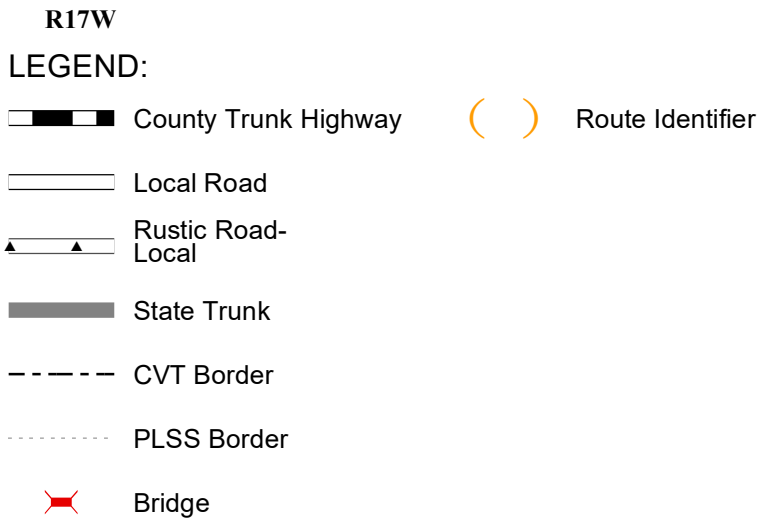 R17W
LEGEND:
County Trunk Highway
( ) Route Identifier
Local Road
Rustic Road-
Local
State Trunk
CVT Border
PLSS Border
Bridge